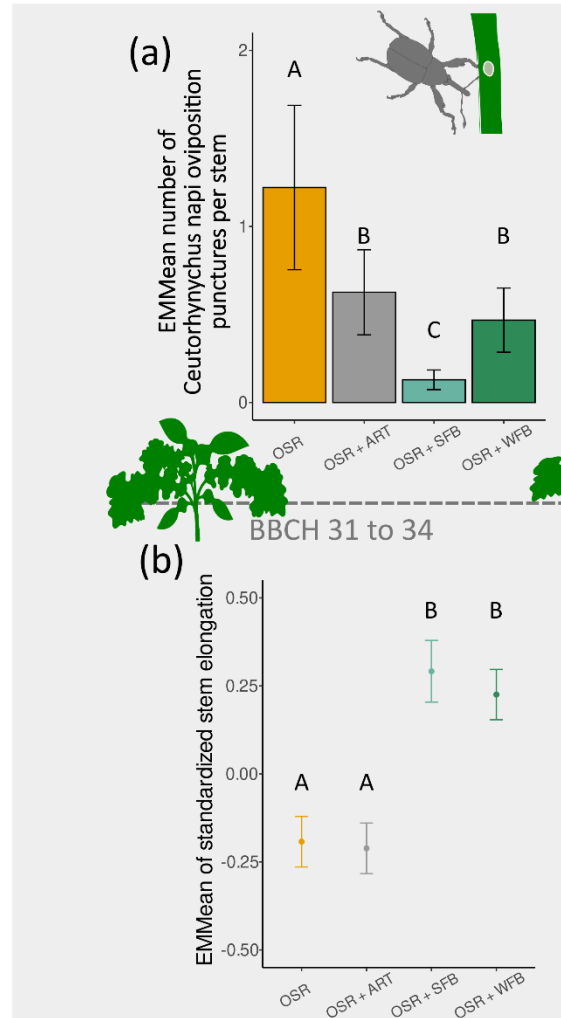 (a)
EMMean number of
Ceutorhynychus napi oviposition
punctures per stem
2
1
0
A
B
C
B
OSR
OSR + ART
OSR + SFB
OSR + WFB
BBCH 31 to 34
(b)
EMMean of standardized stem elongation
0.50
0.25
0.00
-0.25
-0.50
A
A
B
B
OSR
OSR + ART
OSR + SFB
OSR + WFB